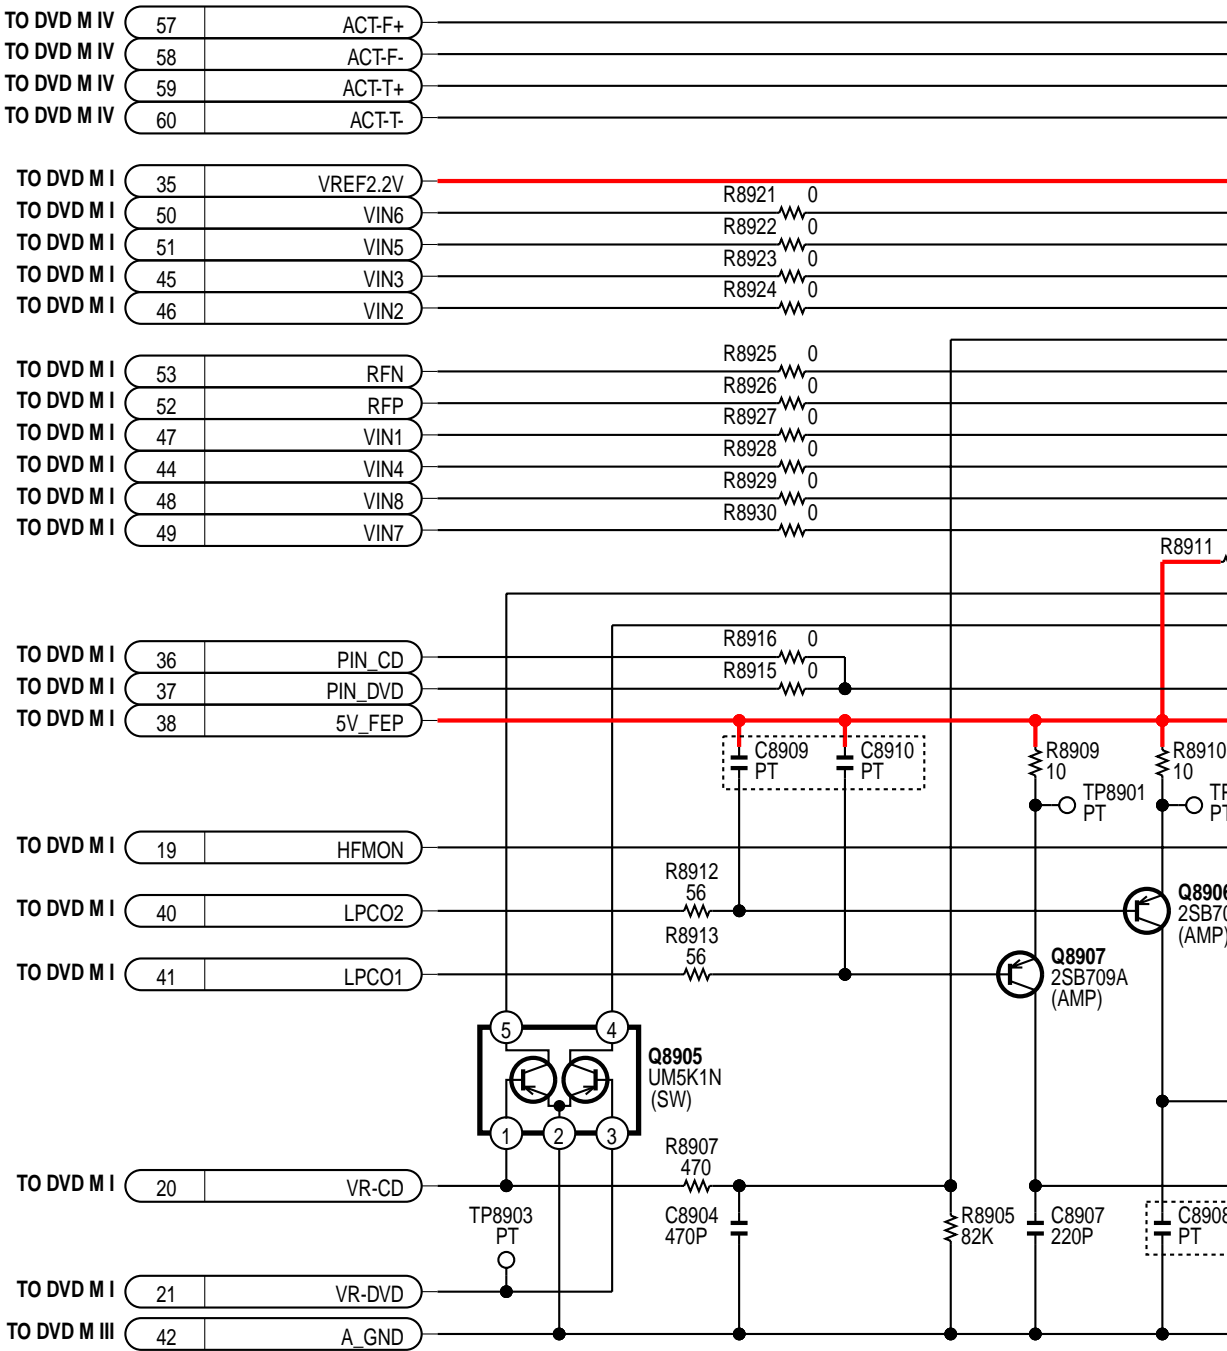 TO DVD M IV 57 ACT-F+
TO DVD M IV 58 ACT-F-
TO DVD M IV 59 ACT-T+
TO DVD M IV 60 ACT-T-
TO DVD M I 35 VREF2.2V
R8921 0
TO DVD M I 50 VIN6
R8922 0
TO DVD M I 51 VIN5
R8923 0
TO DVD M I 45 VIN3
R8924 0
TO DVD M I 46 VIN2
R8925 0
TO DVD M I 53 RFN
R8926 0
TO DVD M I 52 RFP
R8927 0
TO DVD M I 47 VIN1
R8928 0
TO DVD M I 44 VIN4
R8929 0
TO DVD M I 48 VIN8
R8930 0
TO DVD M I 49 VIN7
R8911
R8916 0
TO DVD M I 36 PIN_CD
R8915 0
TO DVD M I 37 PIN_DVD
TO DVD M I 38 5V_FEP
C8909
PT
C8910
PT
R8909
10
R8910
10
TP8901
PT
TO DVD M I 19 HFMON
R8912
56
TO DVD M I 40 LPCO2
R8913
56
TO DVD M I 41 LPCO1
Q8906
(AMP)
Q8907
2SB709A
(AMP)
5 4
Q8905
UM5K1N
(SW)
1 2 3
R8907
470
TO DVD M I 20 VR-CD
TP8903
PT
C8904
470P
R8905
82K
C8907
220P
C8908
PT
TO DVD M I 21 VR-DVD
TO DVD M III 42 A_GND